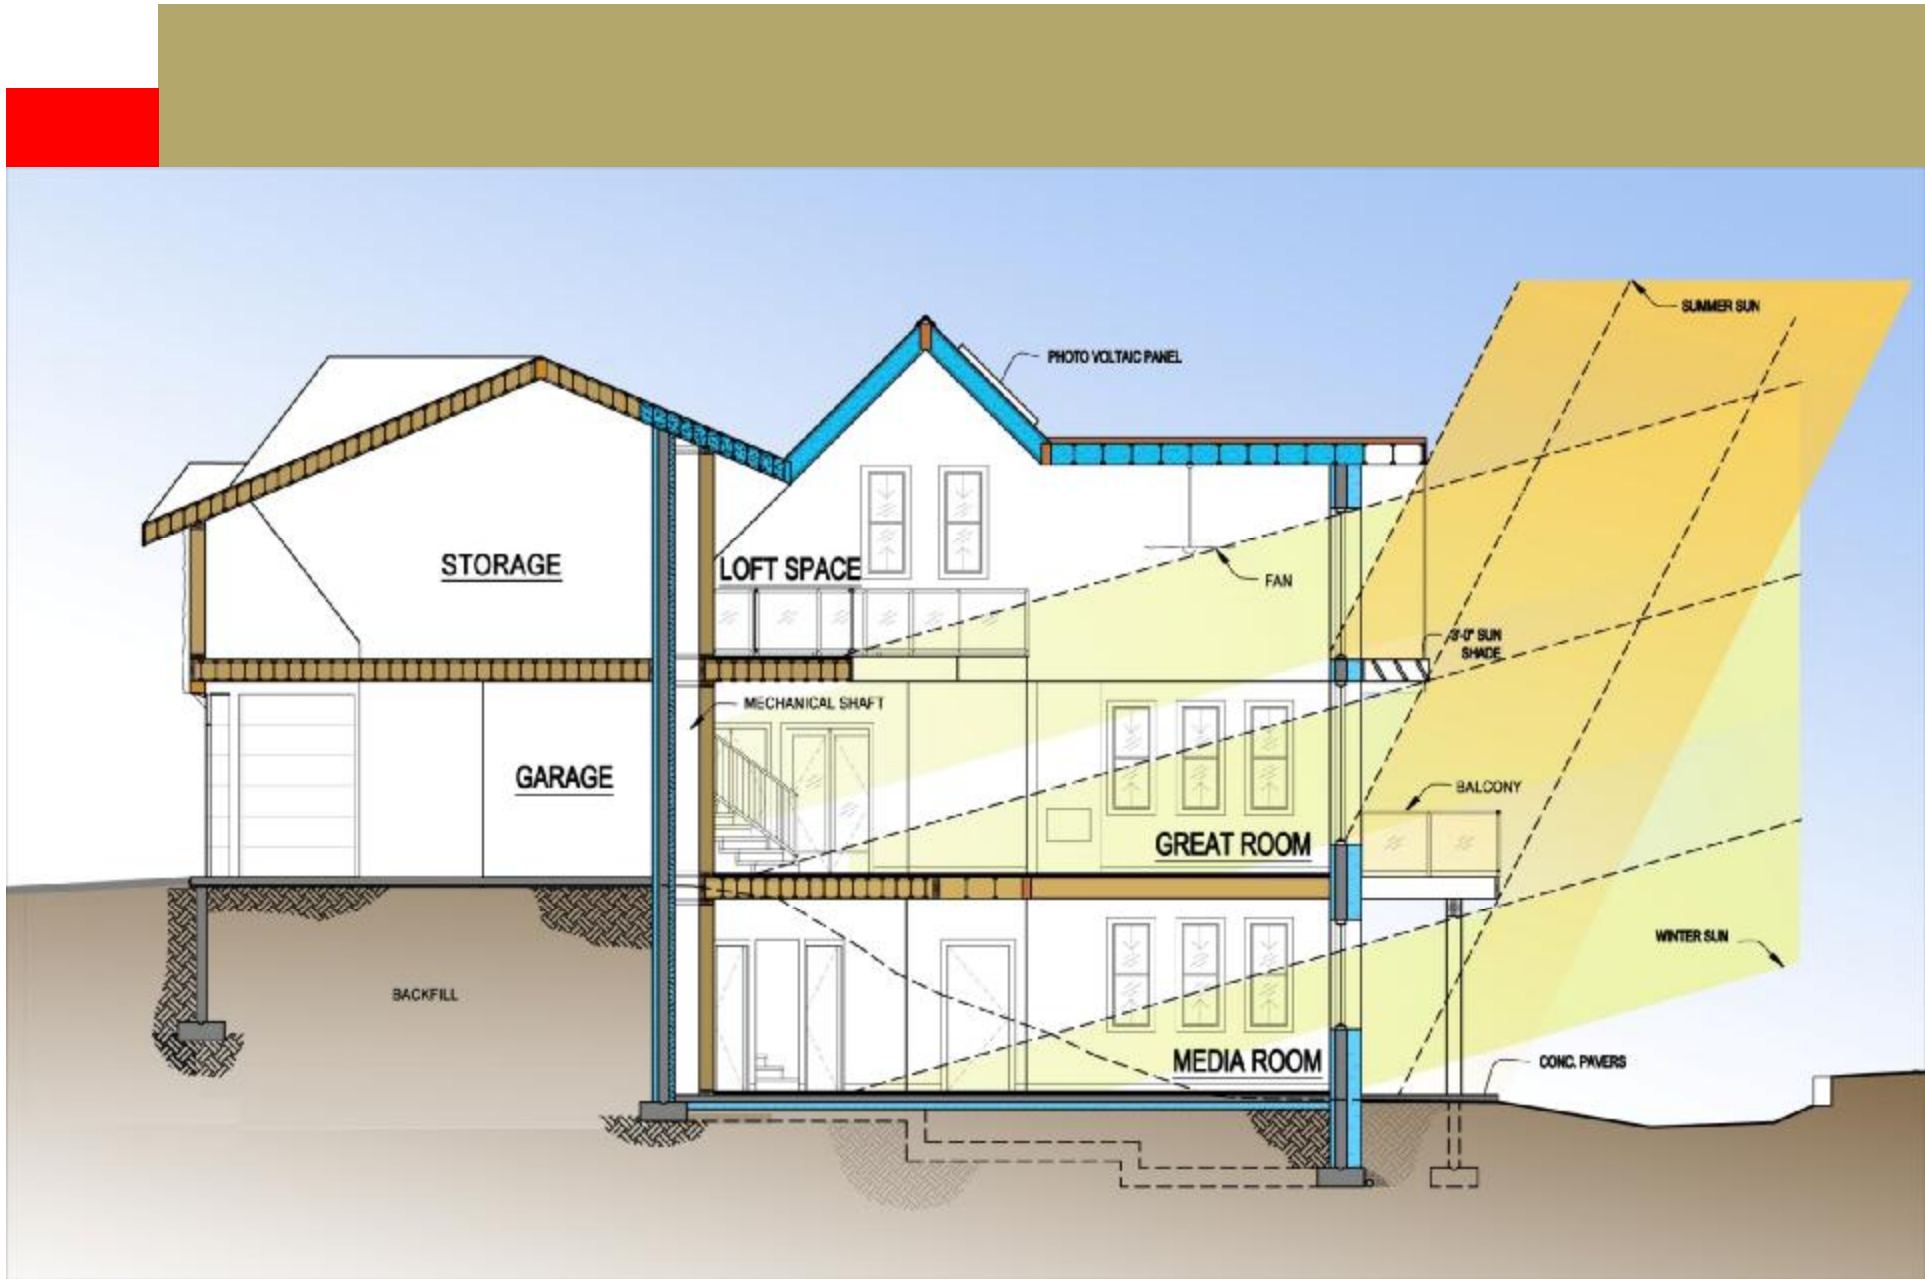 SUMMER SUN
PHOTO VOLTAIC PANEL
STORAGE
LOFT SPACE
FAN
3'-0" SUN
SHADE
MECHANICAL SHAFT
GARAGE
BALCONY
GREAT ROOM
WINTER SUN
BACKFILL
MEDIA ROOM
CONC. PAVERS